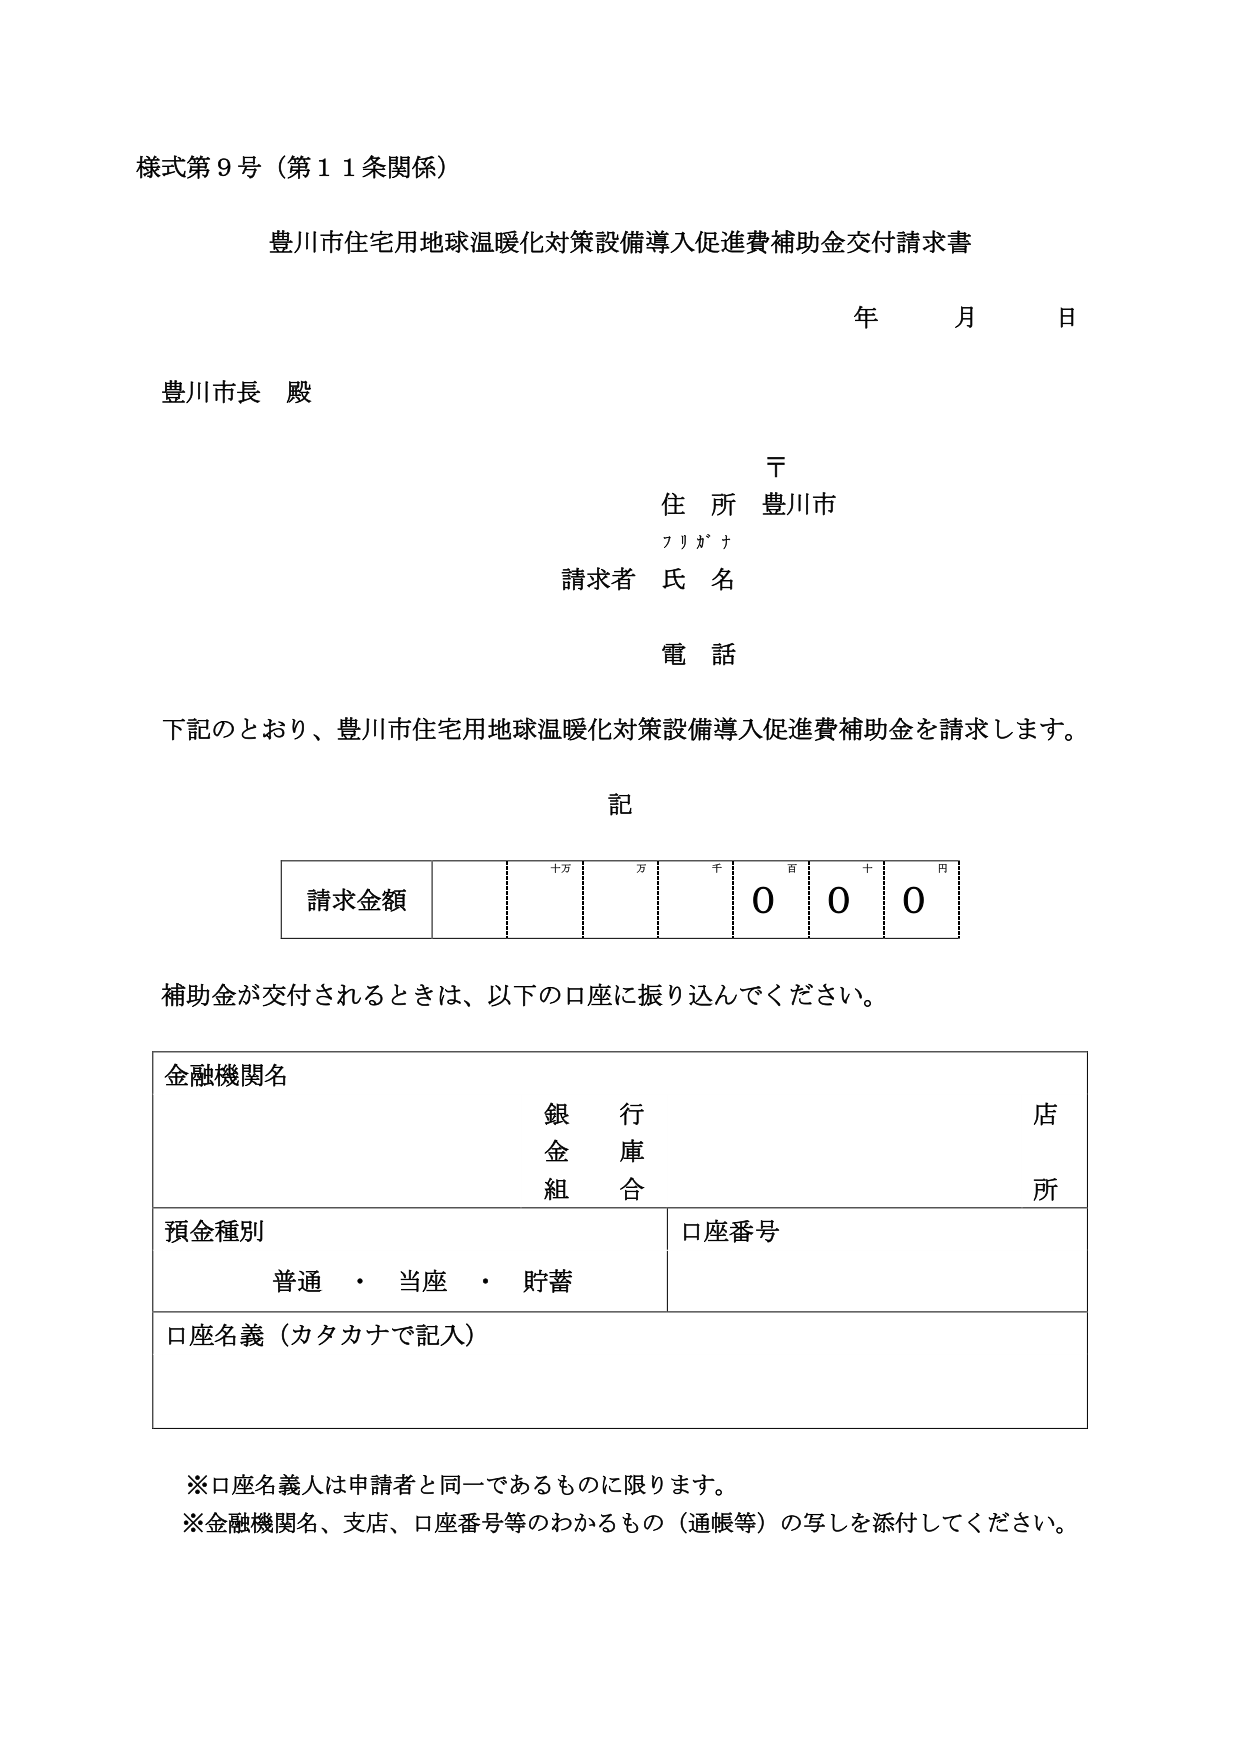 様式第９号（第１１条関係）
豊川市住宅用地球温暖化対策設備導入促進費補助金交付請求書
年　　　月　　　日
豊川市長　殿
〒
住　所　豊川市
ﾌﾘｶﾞﾅ
請求者　氏　名
電　話
下記のとおり、豊川市住宅用地球温暖化対策設備導入促進費補助金を請求します。
記
十万　万　千　百　十　円
請求金額　０　０　０
補助金が交付されるときは、以下の口座に振り込んでください。
金融機関名
銀　行　店
金　庫
組　合　所
預金種別　口座番号
普通　・　当座　・　貯蓄
口座名義（カタカナで記入）
※口座名義人は申請者と同一であるものに限ります。
※金融機関名、支店、口座番号等のわかるもの（通帳等）の写しを添付してください。